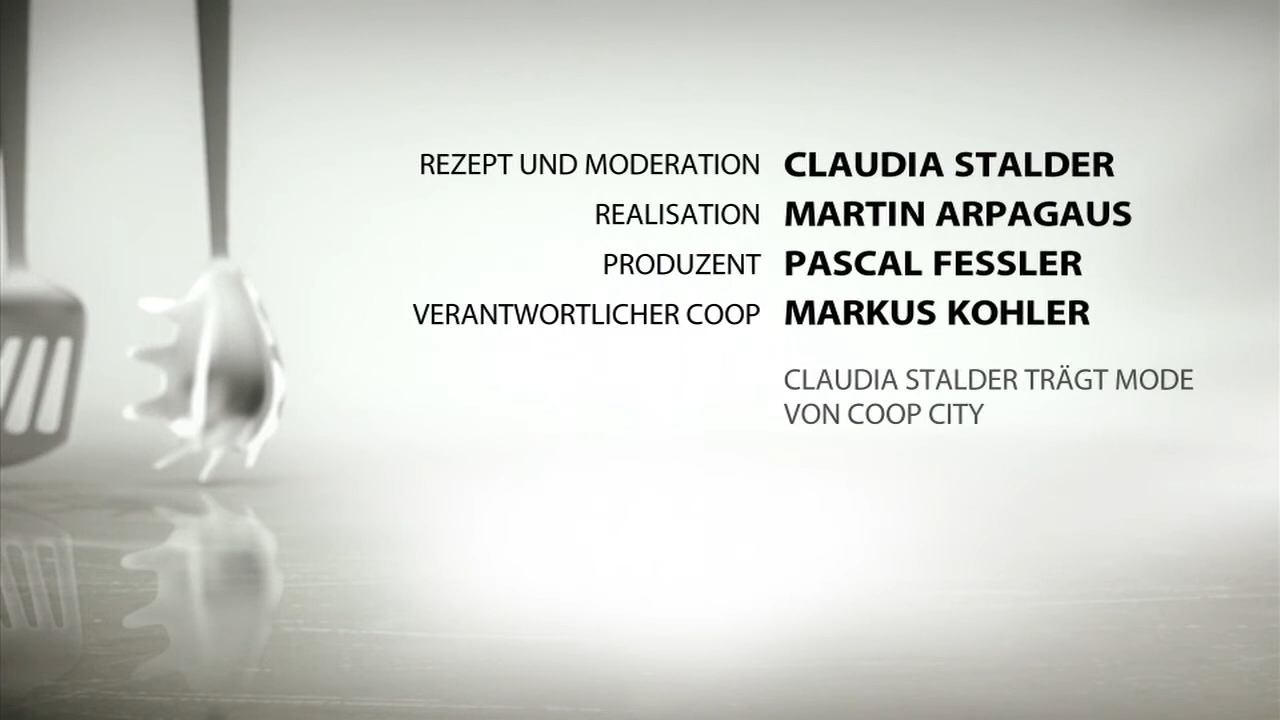 REZEPT UND MODERATION CLAUDIA STALDER
REALISATION MARTIN ARPAGAUS
PRODUZENT PASCAL FESSLER
VERANTWORTLICHER COOP MARKUS KOHLER
CLAUDIA STALDER TRÄGT MODE
VON COOP CITY